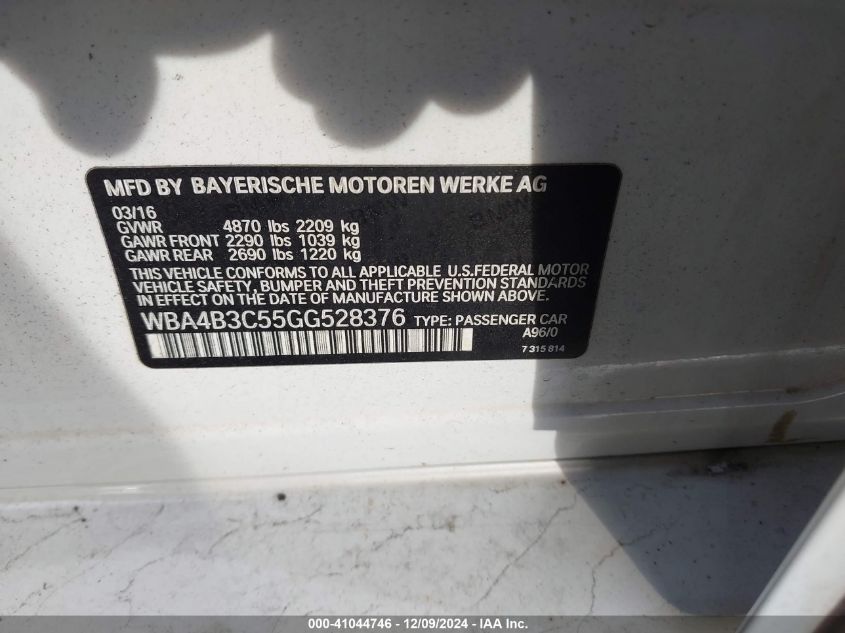 MFD BY BAYERISCHE MOTOREN WERKE AG
03/16
GVWR 4870 lbs 2209 kg
GAWR FRONT 2290 lbs 1039 kg
GAWR REAR 2690 lbs 1220 kg
THIS VEHICLE CONFORMS TO ALL APPLICABLE U.S.FEDERAL MOTOR
VEHICLE SAFETY, BUMPER AND THEFT PREVENTION STANDARDS
IN EFFECT ON THE DATE OF MANUFACTURE SHOWN ABOVE.
WBA4B3C55GG528376 TYPE: PASSENGER CAR
A96/0
7 315 814
000-41044746 - 12/09/2024 - IAA Inc.